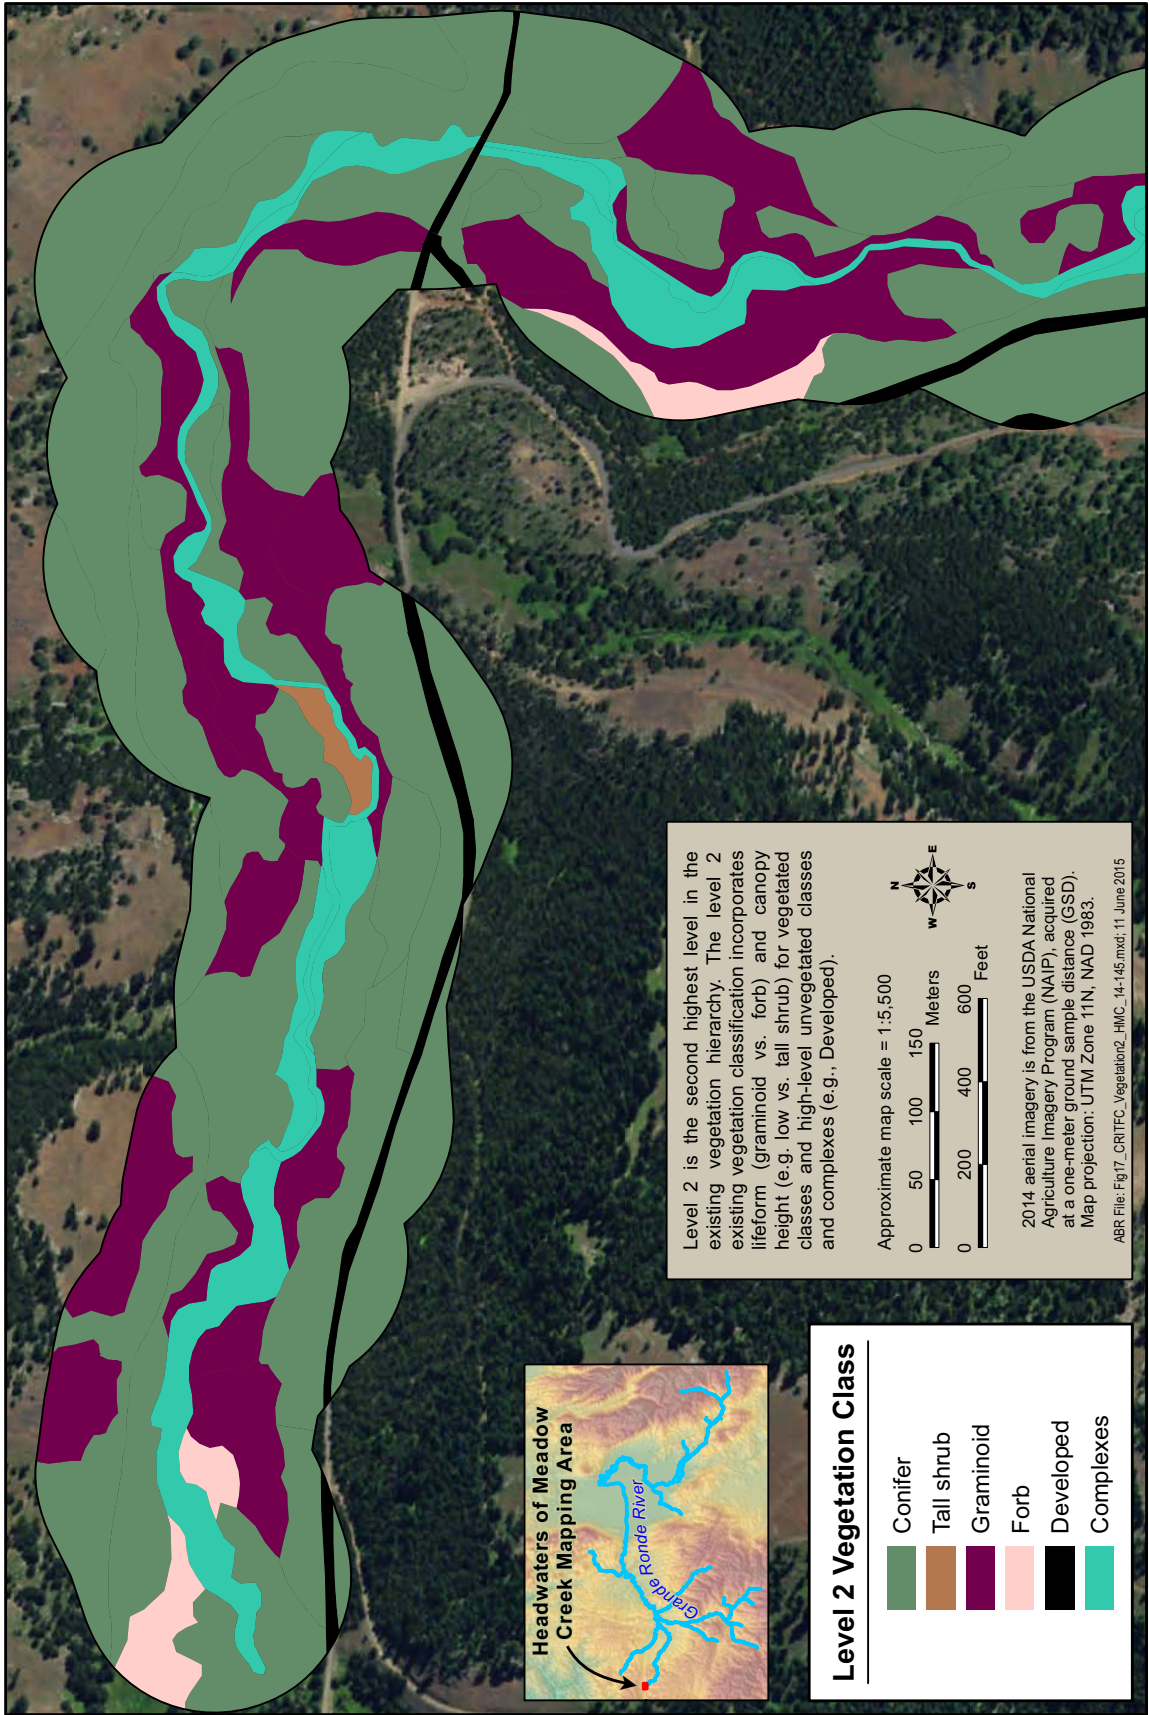 Level 2 is the second highest level in the
existing vegetation hierarchy. The level 2
existing vegetation classification incorporates
lifeform (graminoid vs. forb) and canopy
height (e.g. low vs. tall shrub) for vegetated
classes and high-level unvegetated classes
and complexes (e.g., Developed).
Approximate map scale = 1:5,500
0 50 100 150
Meters
0 200 400 600
Feet
N
W E
S
2014 aerial imagery is from the USDA National
Agriculture Imagery Program (NAIP), acquired
at a one-meter ground sample distance (GSD).
Map projection: UTM Zone 11N, NAD 1983.
ABR File: Fig17_CRITFC_Vegetation2_HMC_14-145.mxd; 11 June 2015
Headwaters of Meadow
Creek Mapping Area
Grande Ronde River
Level 2 Vegetation Class
Conifer
Tall shrub
Graminoid
Forb
Developed
Complexes